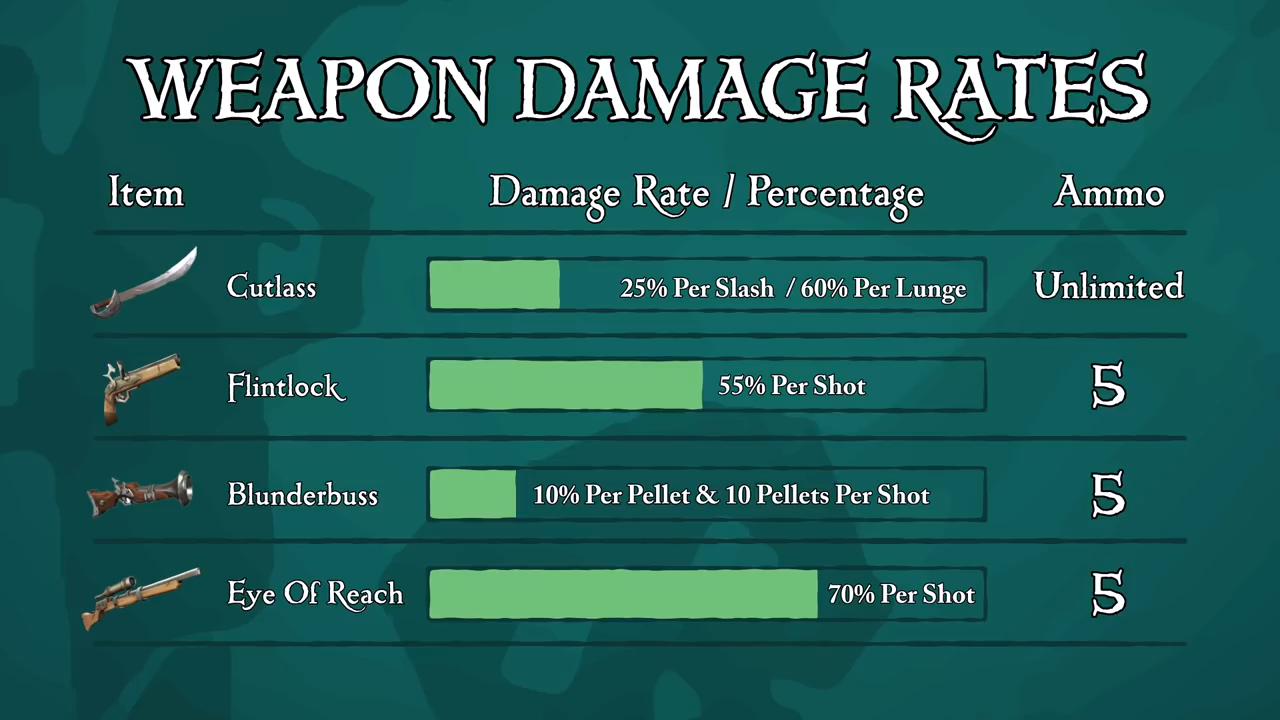 WEAPON DAMAGE RATES
Item Damage Rate / Percentage Ammo
Cutlass 25% Per Slash / 60% Per Lunge Unlimited
Flintlock 55% Per Shot 5
Blunderbuss 10% Per Pellet & 10 Pellets Per Shot 5
Eye Of Reach 70% Per Shot 5